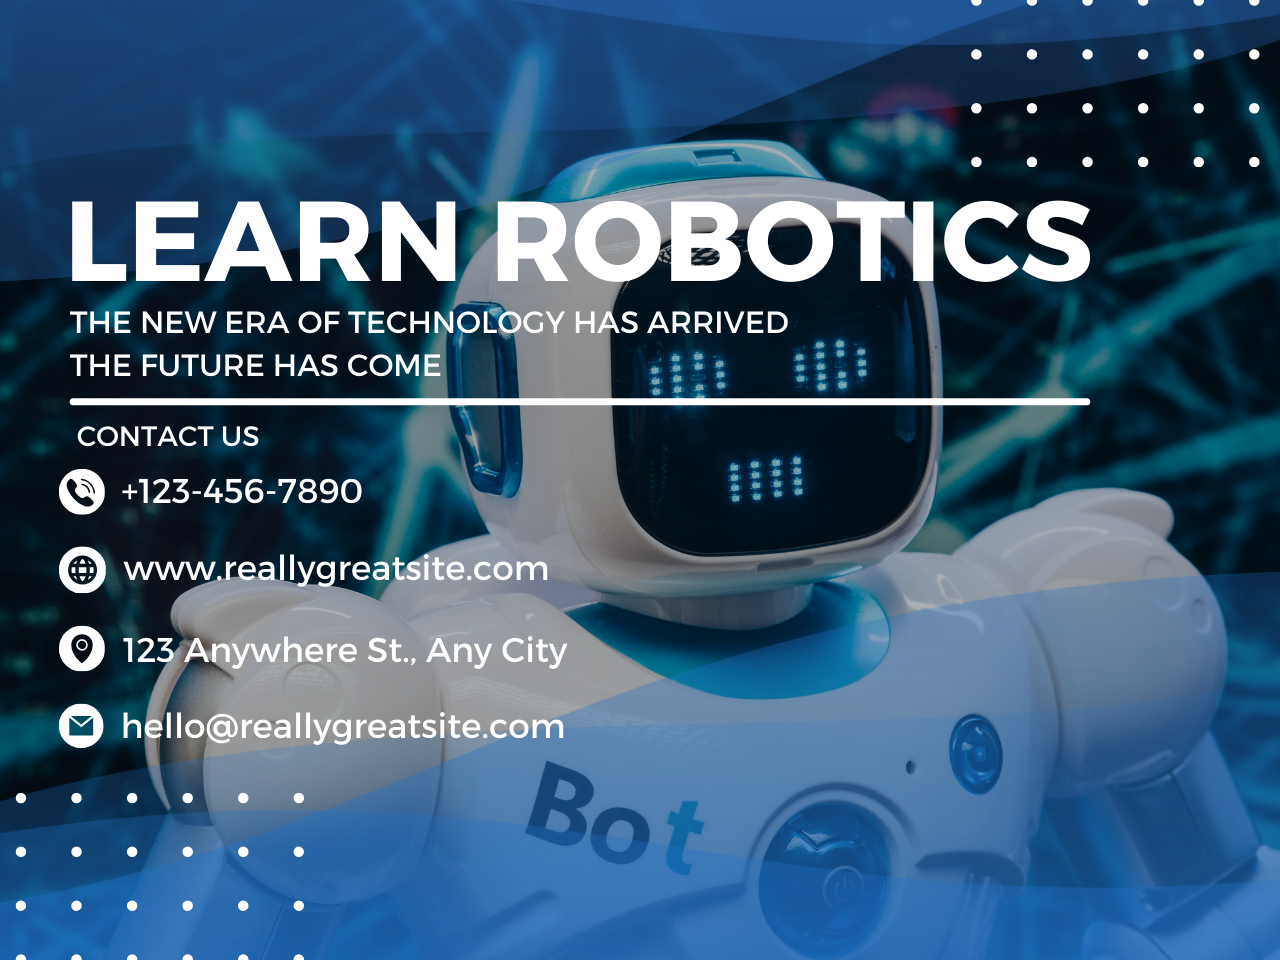 LEARN ROBOTICS
THE NEW ERA OF TECHNOLOGY HAS ARRIVED
THE FUTURE HAS COME
CONTACT US
+123-456-7890
www.reallygreatsite.com
123 Anywhere St., Any City
hello@reallygreatsite.com
Bot